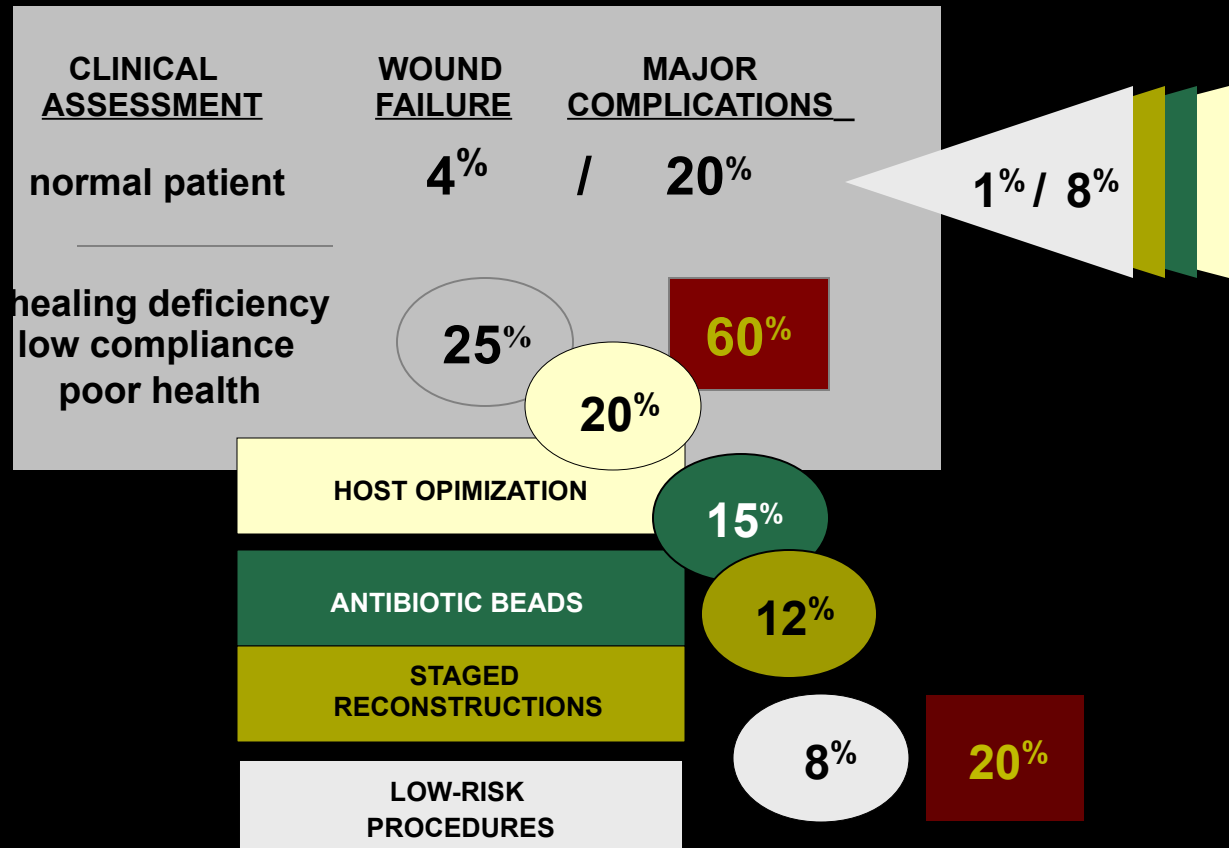 CLINICAL WOUND MAJOR
ASSESSMENT FAILURE COMPLICATIONS_
normal patient 4% / 20% 1% / 8%
healing deficiency
low compliance 25% 60%
poor health
20%
HOST OPIMIZATION
15%
ANTIBIOTIC BEADS
12%
STAGED
RECONSTRUCTIONS
8% 20%
LOW-RISK
PROCEDURES